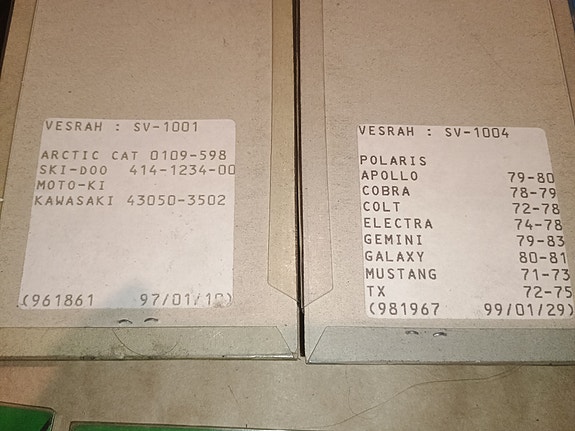 VESRAH : SV-1001
ARCTIC CAT 0109-598
SKI-DOO 414-1234-00
MOTO-KI
KAWASAKI 43050-3502
(961861 97/01/10)
VESRAH : SV-1004
POLARIS
APOLLO 79-80
COBRA 78-79
COLT 72-78
ELECTRA 74-78
GEMINI 79-83
GALAXY 80-81
MUSTANG 71-73
TX 72-75
(981967 99/01/29)